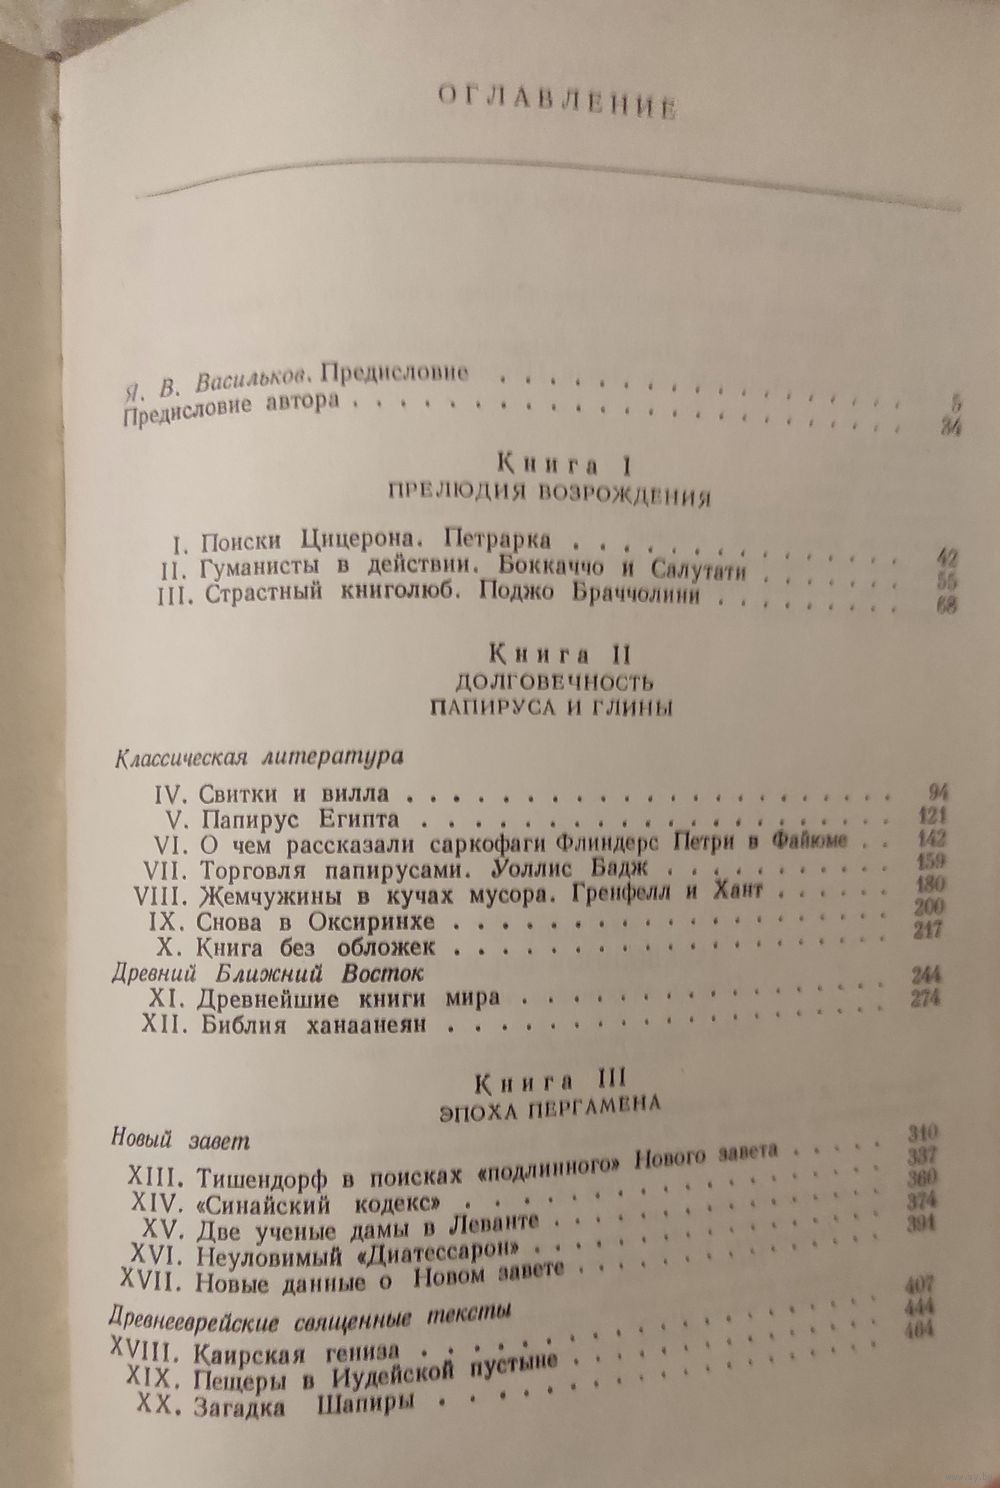 ОГЛАВЛЕНИЕ
Я. В. Васильков. Предисловие . . . . . . . . . . . . . . . . . 5
Предисловие автора . . . . . . . . . . . . . . . . . . . . . . . 34
Книга I
ПРЕЛЮДИЯ ВОЗРОЖДЕНИЯ
I. Поиски Цицерона. Петрарка . . . . . . . . . . . . . . 42
II. Гуманисты в действии. Боккаччо и Салутати . . . . . . 55
III. Страстный книголюб. Поджо Браччолини . . . . . . . . 68
Книга II
ДОЛГОВЕЧНОСТЬ
ПАПИРУСА И ГЛИНЫ
Классическая литература
IV. Свитки и вилла . . . . . . . . . . . . . . . . . . . . . 94
V. Папирус Египта . . . . . . . . . . . . . . . . . . . . 121
VI. О чем рассказали саркофаги Флиндерс Петри в Файюме . . 142
VII. Торговля папирусами. Уоллис Бадж . . . . . . . . . . 159
VIII. Жемчужины в кучах мусора. Гренфелл и Хант . . . . . 180
IX. Снова в Оксиринхе . . . . . . . . . . . . . . . . . . . 200
X. Книга без обложек . . . . . . . . . . . . . . . . . . . 217
Древний Ближний Восток
XI. Древнейшие книги мира . . . . . . . . . . . . . . . . 244
XII. Библия ханаанеян . . . . . . . . . . . . . . . . . . . 274
Книга III
ЭПОХА ПЕРГАМЕНА
Новый завет
XIII. Тишендорф в поисках «подлинного» Нового завета . . . . . 310
XIV. «Синайский кодекс» . . . . . . . . . . . . . . . . . . 337
XV. Две ученые дамы в Леванте . . . . . . . . . . . . . . 360
XVI. Неуловимый «Диатессарон» . . . . . . . . . . . . . . . 374
XVII. Новые данные о Новом завете . . . . . . . . . . . . . 391
Древнееврейские священные тексты
XVIII. Каирская гениза . . . . . . . . . . . . . . . . . . . 407
XIX. Пещеры в Иудейской пустыне . . . . . . . . . . . . . 444
XX. Загадка Шапиры . . . . . . . . . . . . . . . . . . . . 464